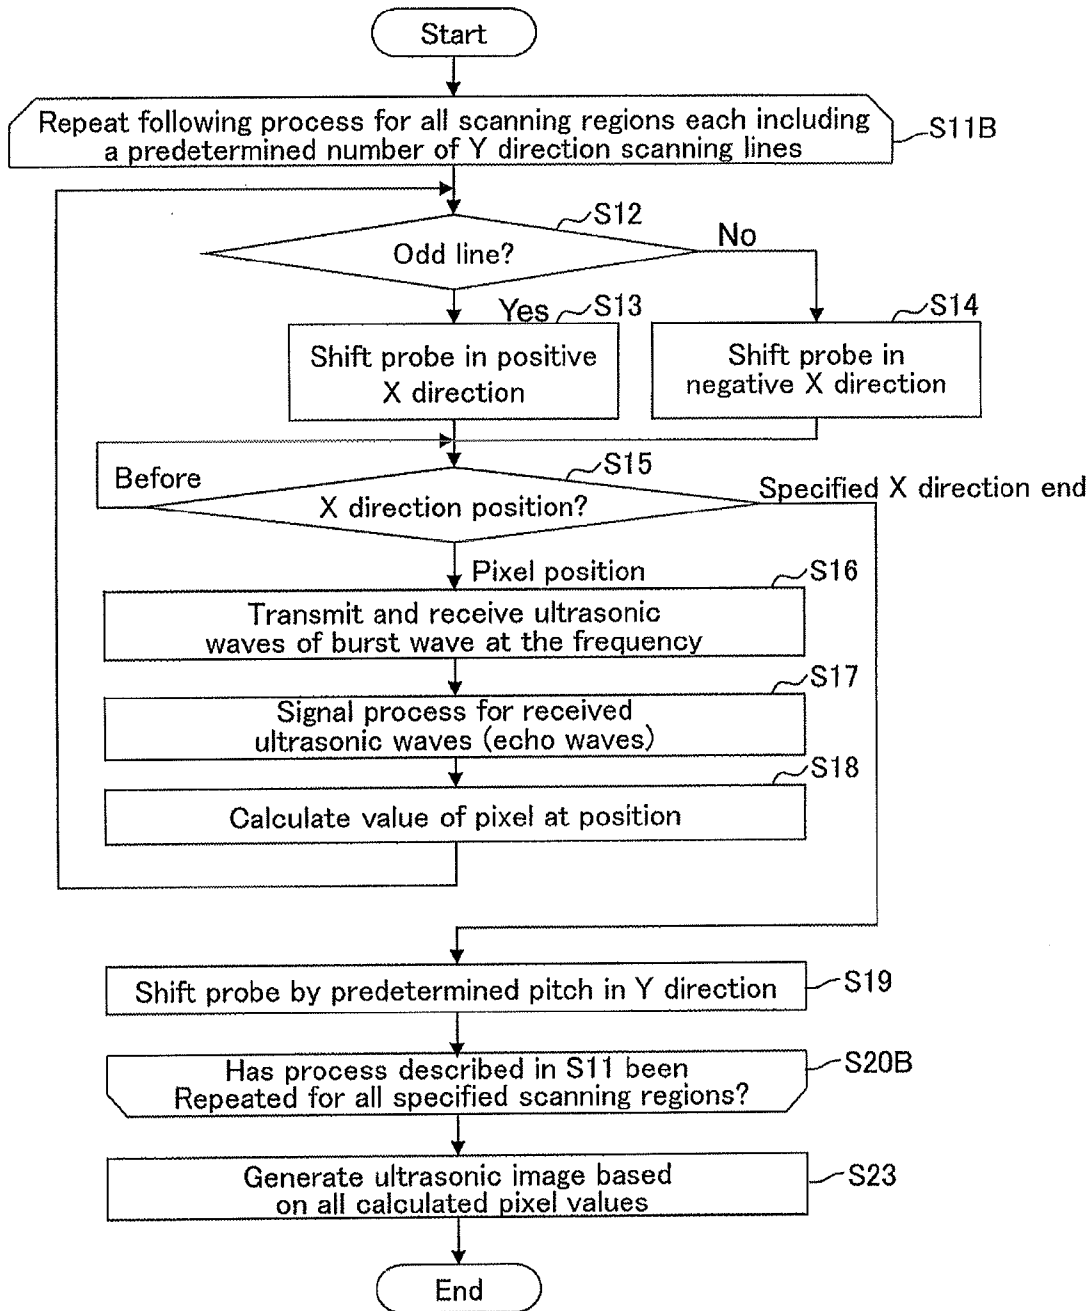 Start
Repeat following process for all scanning regions each including
a predetermined number of Y direction scanning lines
S11B
S12
Odd line?
No
Yes
S13
S14
Shift probe in positive
X direction
Shift probe in
negative X direction
Before
S15
X direction position?
Specified X direction end
Pixel position
S16
Transmit and receive ultrasonic
waves of burst wave at the frequency
S17
Signal process for received
ultrasonic waves (echo waves)
S18
Calculate value of pixel at position
Shift probe by predetermined pitch in Y direction
S19
Has process described in S11 been
Repeated for all specified scanning regions?
S20B
Generate ultrasonic image based
on all calculated pixel values
S23
End